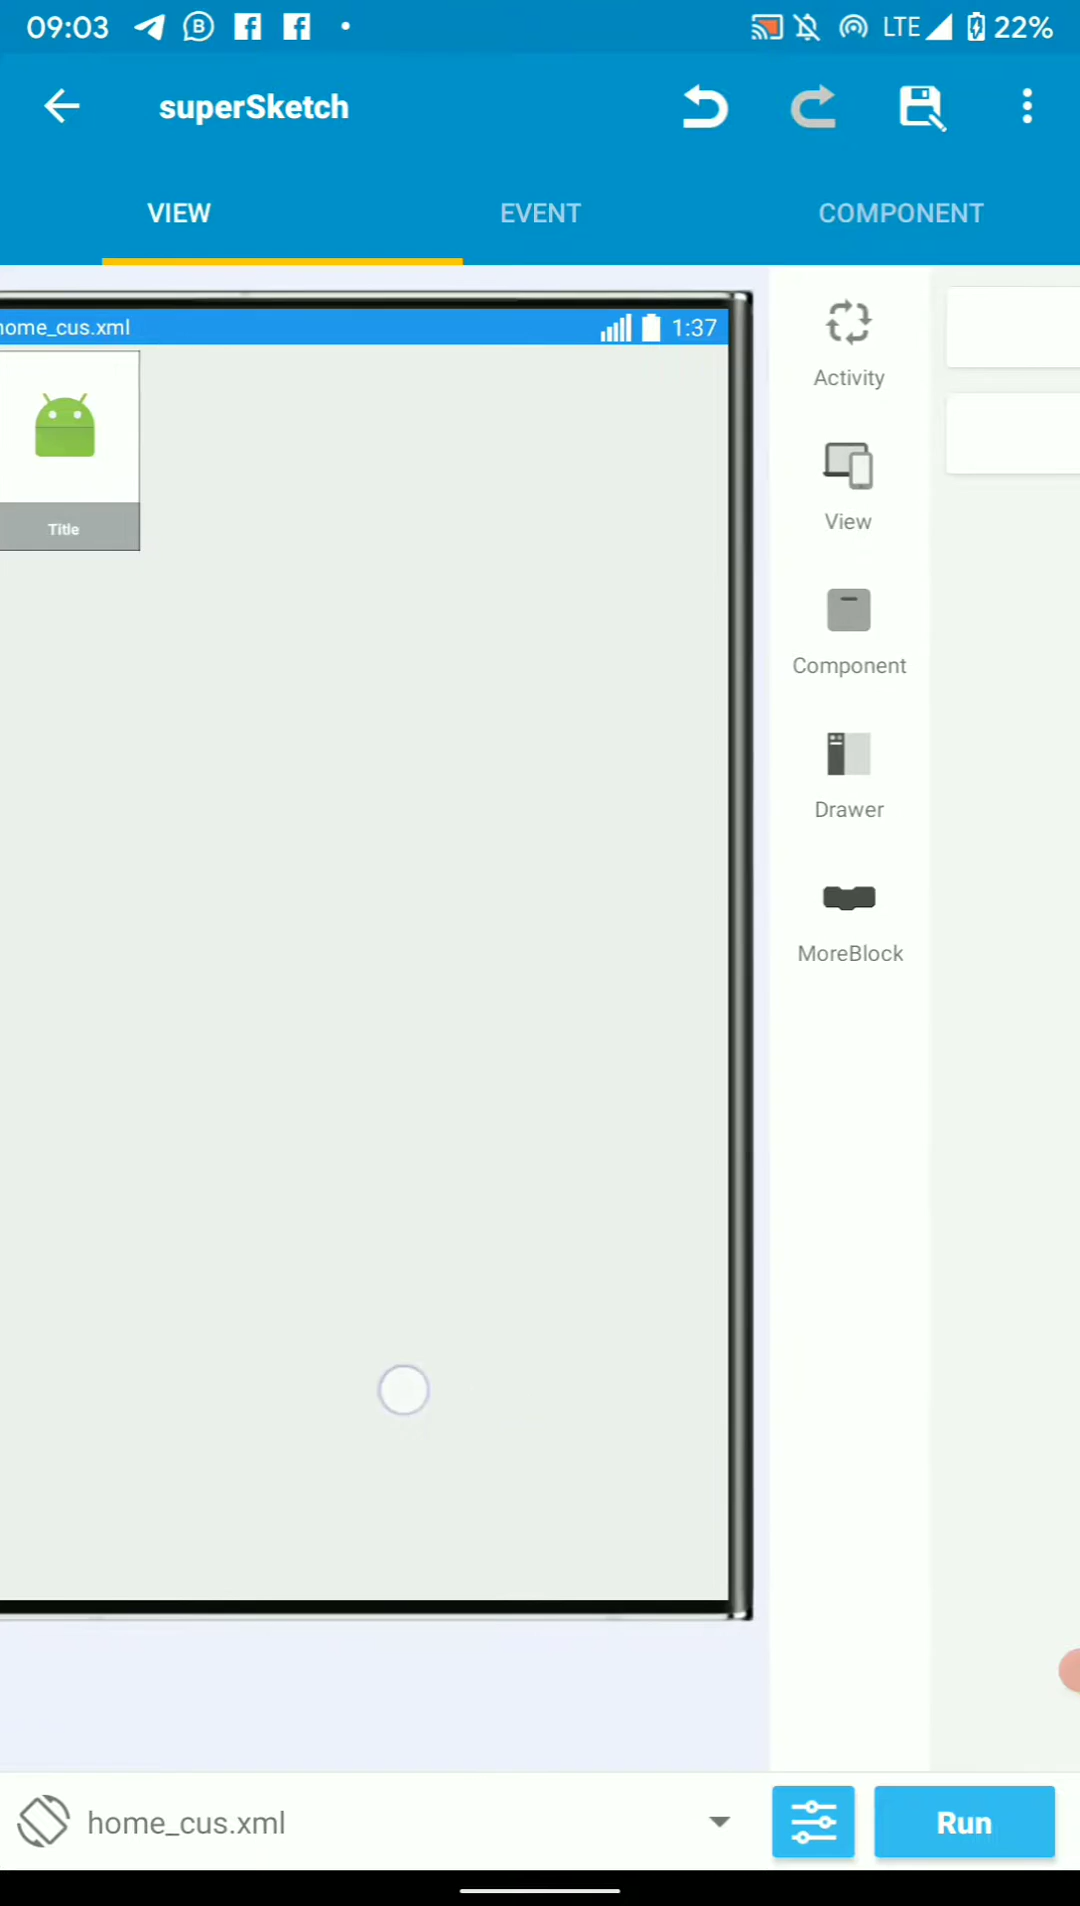 09:03 LTE 22%
superSketch
VIEW EVENT COMPONENT
home_cus.xml 1:37
Title
Activity
View
Component
Drawer
MoreBlock
home_cus.xml Run